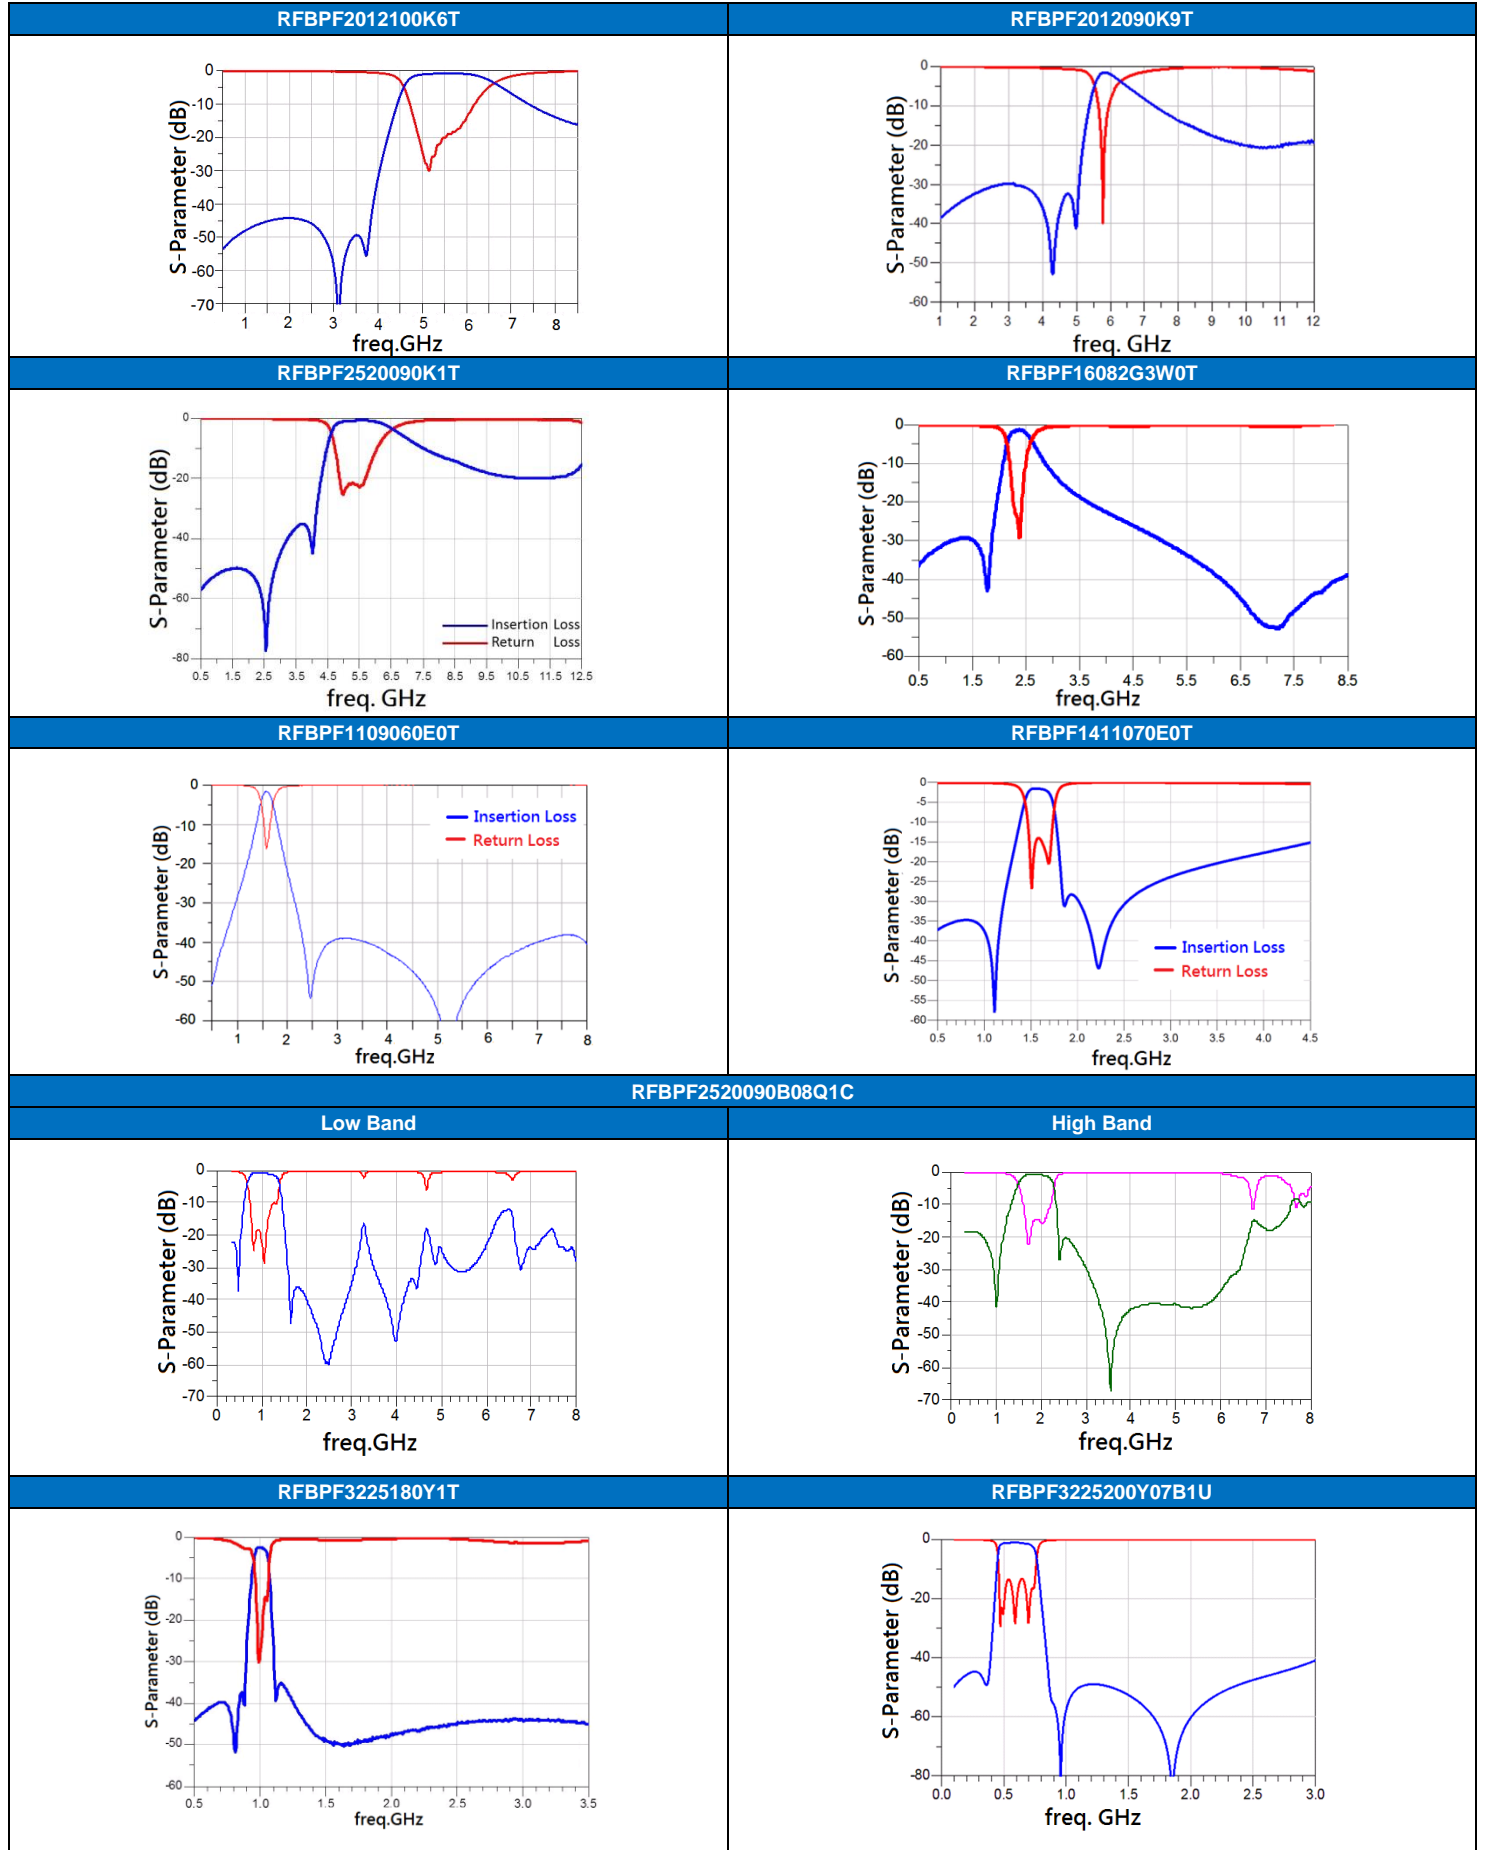 RFBPF2012100K6T
RFBPF2012090K9T
S-Parameter (dB)
0
-10
-20
-30
-40
-50
-60
-70
1 2 3 4 5 6 7 8
freq.GHz
S-Parameter (dB)
0
-10
-20
-30
-40
-50
-60
1 2 3 4 5 6 7 8 9 10 11 12
freq. GHz
RFBPF2520090K1T
RFBPF16082G3W0T
S-Parameter (dB)
0
-20
-40
-60
-80
Insertion Loss
Return Loss
0.5 1.5 2.5 3.5 4.5 5.5 6.5 7.5 8.5 9.5 10.5 11.5 12.5
freq. GHz
S-Parameter (dB)
0
-10
-20
-30
-40
-50
-60
0.5 1.5 2.5 3.5 4.5 5.5 6.5 7.5 8.5
freq.GHz
RFBPF1109060E0T
RFBPF1411070E0T
S-Parameter (dB)
0
-10
-20
-30
-40
-50
-60
Insertion Loss
Return Loss
1 2 3 4 5 6 7 8
freq.GHz
S-Parameter (dB)
0
-5
-10
-15
-20
-25
-30
-35
-40
-45
-50
-55
-60
Insertion Loss
Return Loss
0.5 1.0 1.5 2.0 2.5 3.0 3.5 4.0 4.5
freq.GHz
RFBPF2520090B08Q1C
Low Band
High Band
S-Parameter (dB)
0
-10
-20
-30
-40
-50
-60
-70
0 1 2 3 4 5 6 7 8
freq.GHz
S-Parameter (dB)
0
-10
-20
-30
-40
-50
-60
-70
0 1 2 3 4 5 6 7 8
freq.GHz
RFBPF3225180Y1T
RFBPF3225200Y07B1U
S-Parameter (dB)
0
-10
-20
-30
-40
-50
-60
0.5 1.0 1.5 2.0 2.5 3.0 3.5
freq.GHz
S-Parameter (dB)
0
-20
-40
-60
-80
0.0 0.5 1.0 1.5 2.0 2.5 3.0
freq. GHz